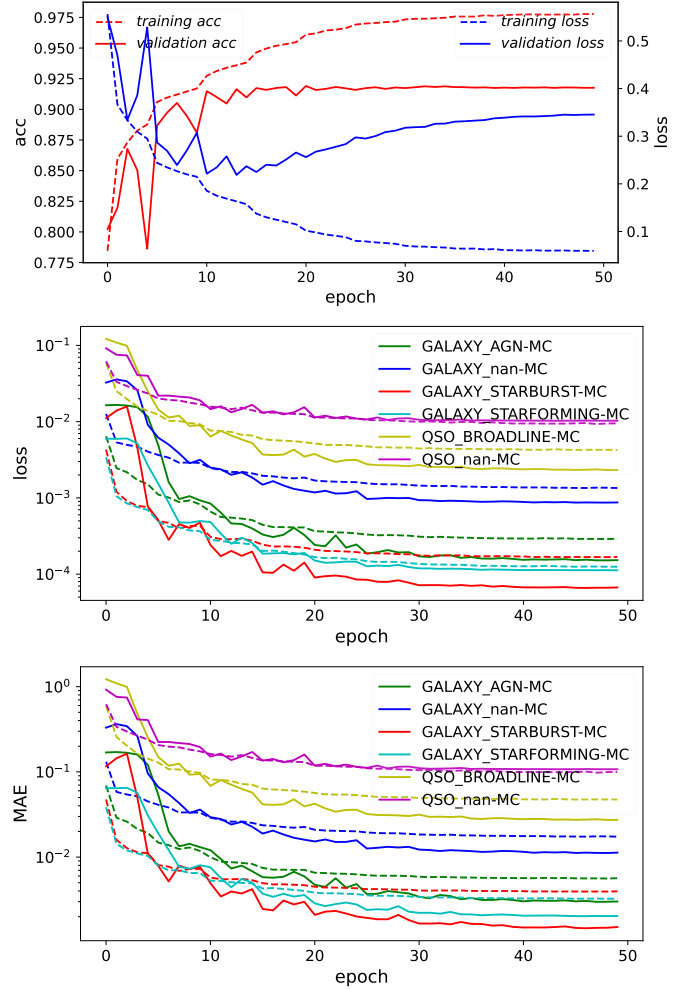 0.975
0.950
0.925
0.900
0.875
0.850
0.825
0.800
0.775
acc
training acc
validation acc
training loss
validation loss
0.5
0.4
0.3
0.2
0.1
loss
0 10 20 30 40 50
epoch
10⁻¹
10⁻²
10⁻³
10⁻⁴
loss
GALAXY_AGN-MC
GALAXY_nan-MC
GALAXY_STARBURST-MC
GALAXY_STARFORMING-MC
QSO_BROADLINE-MC
QSO_nan-MC
0 10 20 30 40 50
epoch
10⁰
10⁻¹
10⁻²
MAE
GALAXY_AGN-MC
GALAXY_nan-MC
GALAXY_STARBURST-MC
GALAXY_STARFORMING-MC
QSO_BROADLINE-MC
QSO_nan-MC
0 10 20 30 40 50
epoch